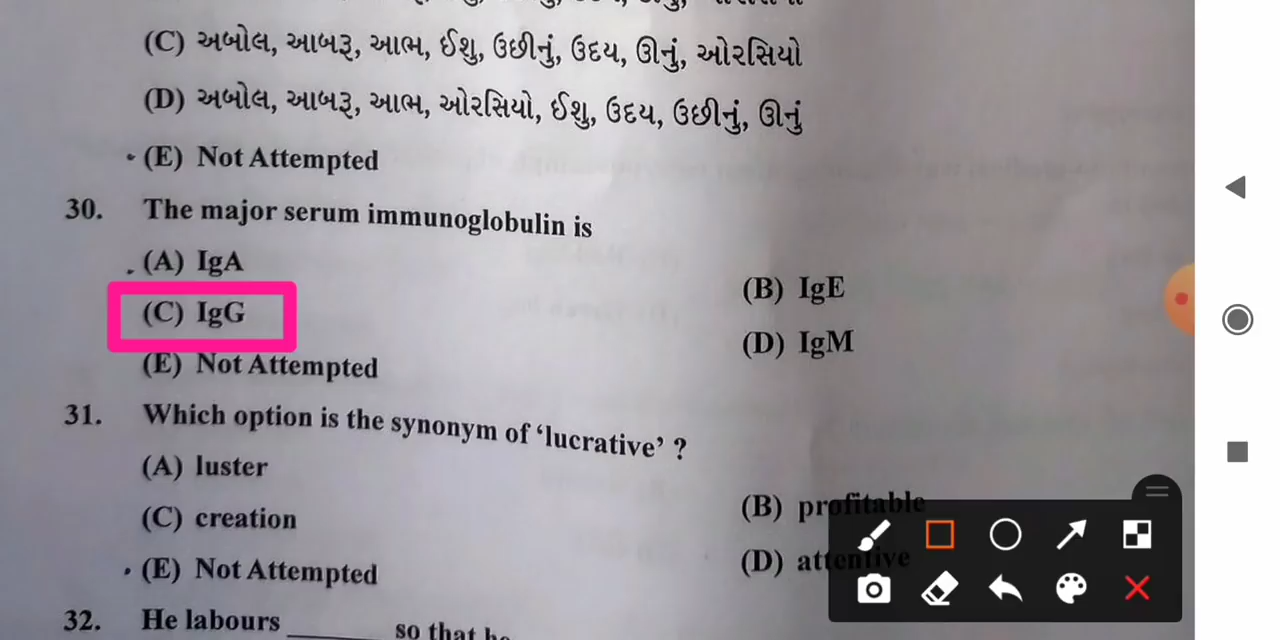 (C) અબોલ, આબરૂ, આભ, ઈશુ, ઉછીનું, ઉદય, ઊનું, ઓરસિયો
(D) અબોલ, આબરૂ, આભ, ઓરસિયો, ઈશુ, ઉદય, ઉછીનું, ઊનું
(E) Not Attempted
30. The major serum immunoglobulin is
(A) IgA
(B) IgE
(C) IgG
(D) IgM
(E) Not Attempted
31. Which option is the synonym of ‘lucrative’ ?
(A) luster
(B) profitable
(C) creation
(D) attentive
(E) Not Attempted
32. He labours ______ so that he